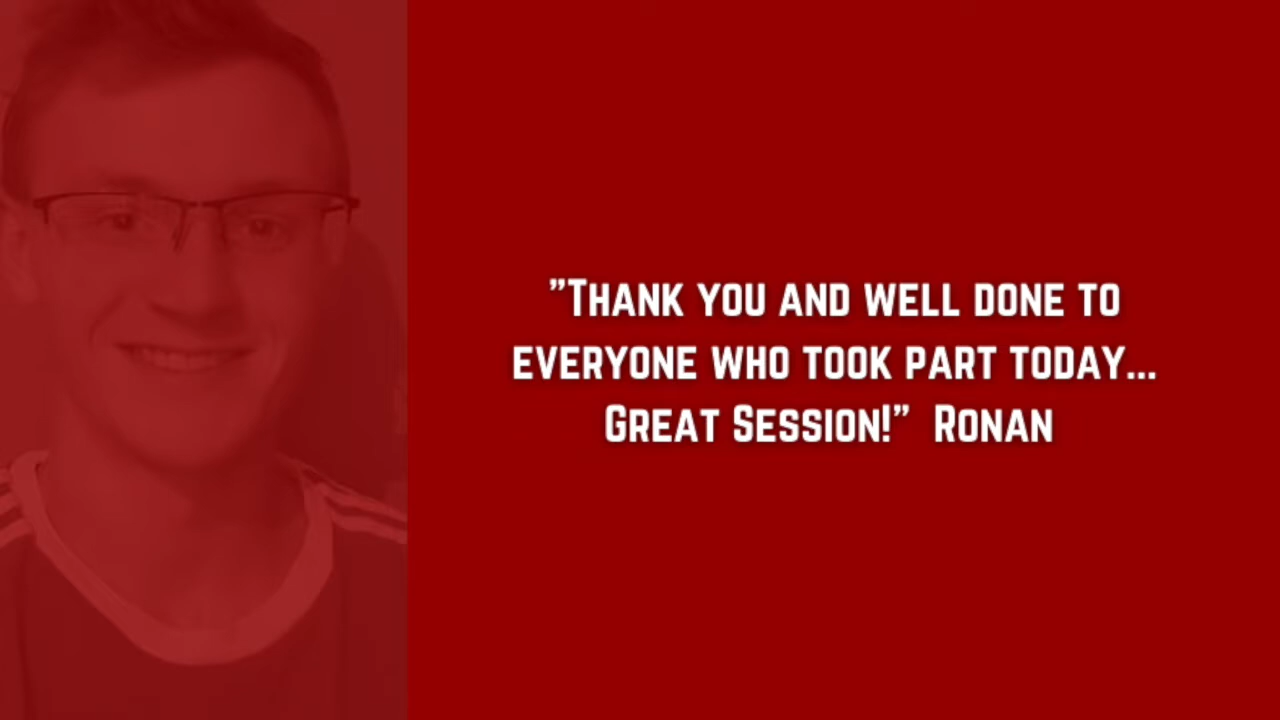 "Thank you and well done to
everyone who took part today...
Great Session!" Ronan